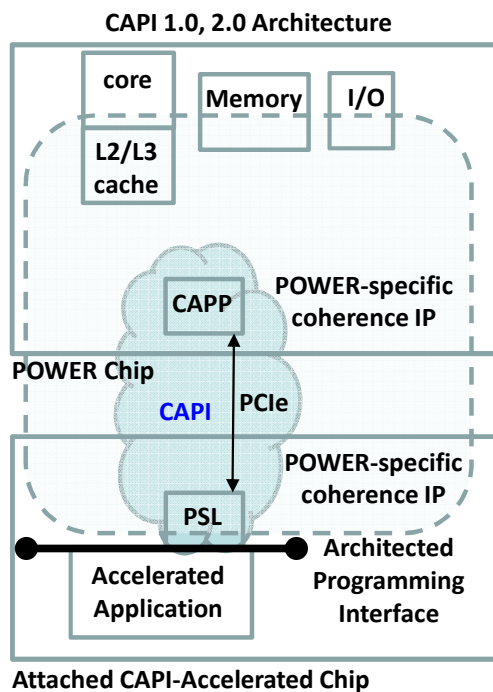 CAPI 1.0, 2.0 Architecture
core
Memory
I/O
L2/L3
cache
CAPP
POWER-specific
coherence IP
POWER Chip
CAPI
PCIe
POWER-specific
coherence IP
PSL
Accelerated
Application
Architected
Programming
Interface
Attached CAPI-Accelerated Chip